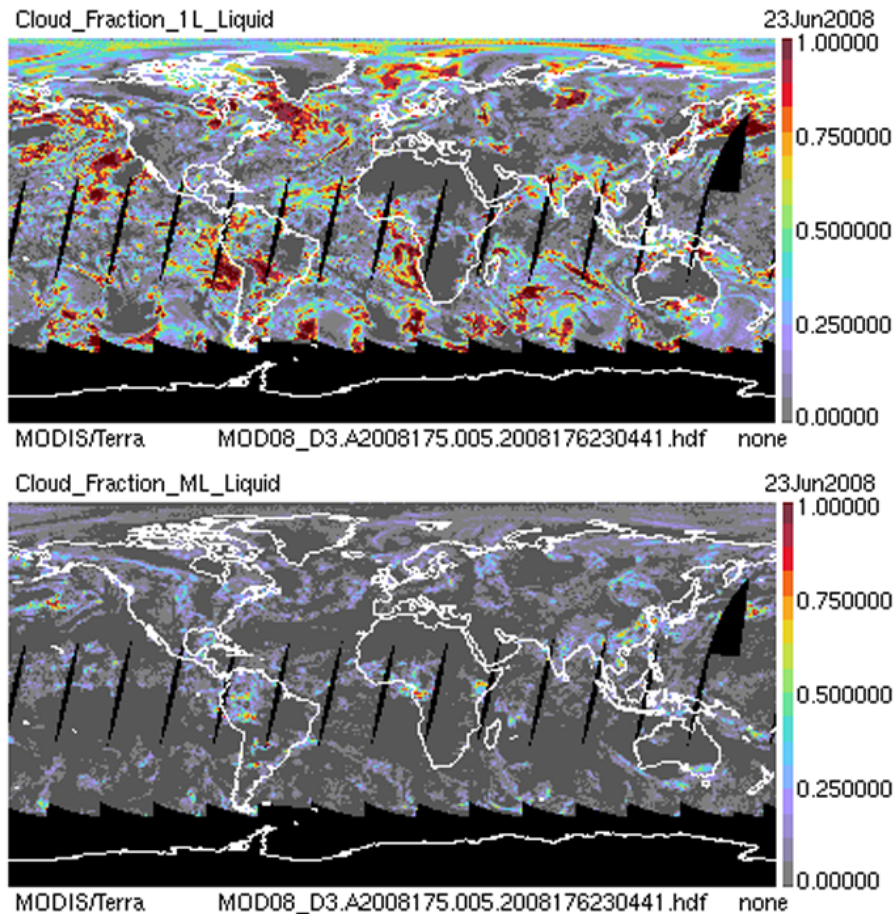 Cloud_Fraction_1L_Liquid 23Jun2008
1.00000
0.750000
0.500000
0.250000
0.00000
MODIS/Terra MOD08_D3.A2008175.005.2008176230441.hdf none
Cloud_Fraction_ML_Liquid 23Jun2008
1.00000
0.750000
0.500000
0.250000
0.00000
MODIS/Terra MOD08_D3.A2008175.005.2008176230441.hdf none